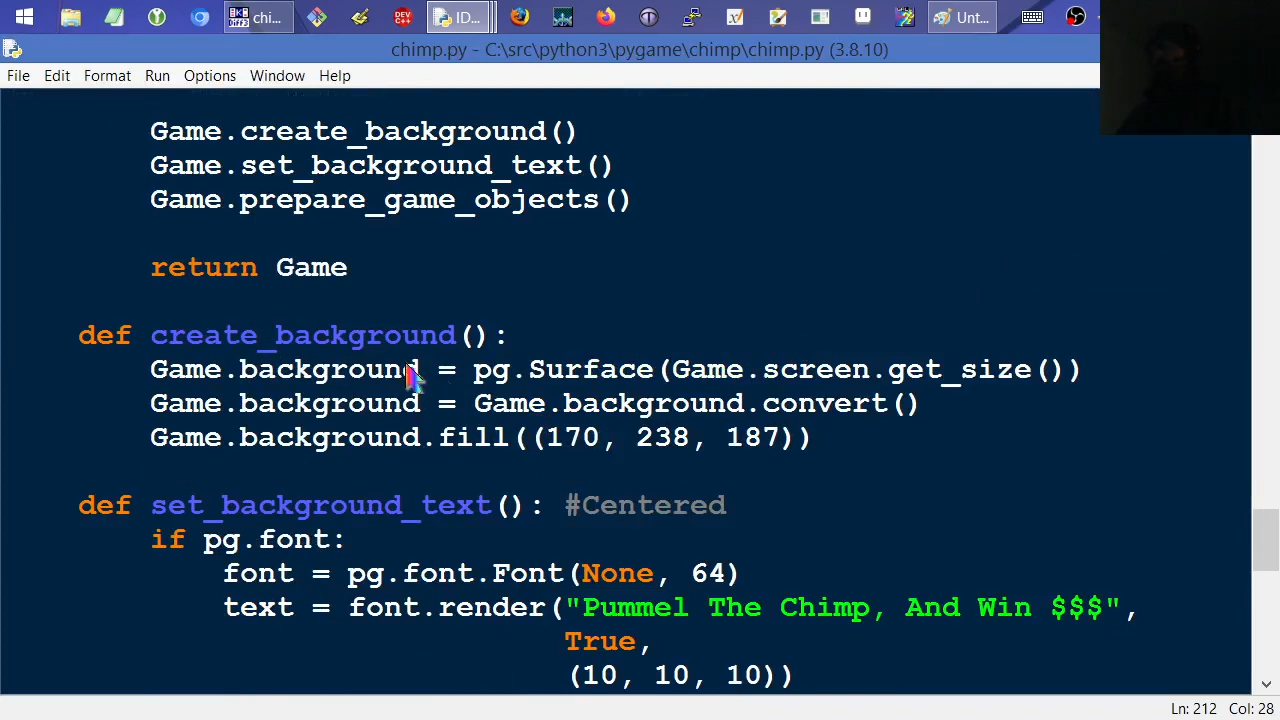 chi...
ID...
Unt...
chimp.py - C:\src\python3\pygame\chimp\chimp.py (3.8.10)
File Edit Format Run Options Window Help
Game.create_background()
Game.set_background_text()
Game.prepare_game_objects()
return Game
def create_background():
Game.background = pg.Surface(Game.screen.get_size())
Game.background = Game.background.convert()
Game.background.fill((170, 238, 187))
def set_background_text(): #Centered
if pg.font:
font = pg.font.Font(None, 64)
text = font.render("Pummel The Chimp, And Win $$$",
True,
(10, 10, 10))
Ln: 212 Col: 28